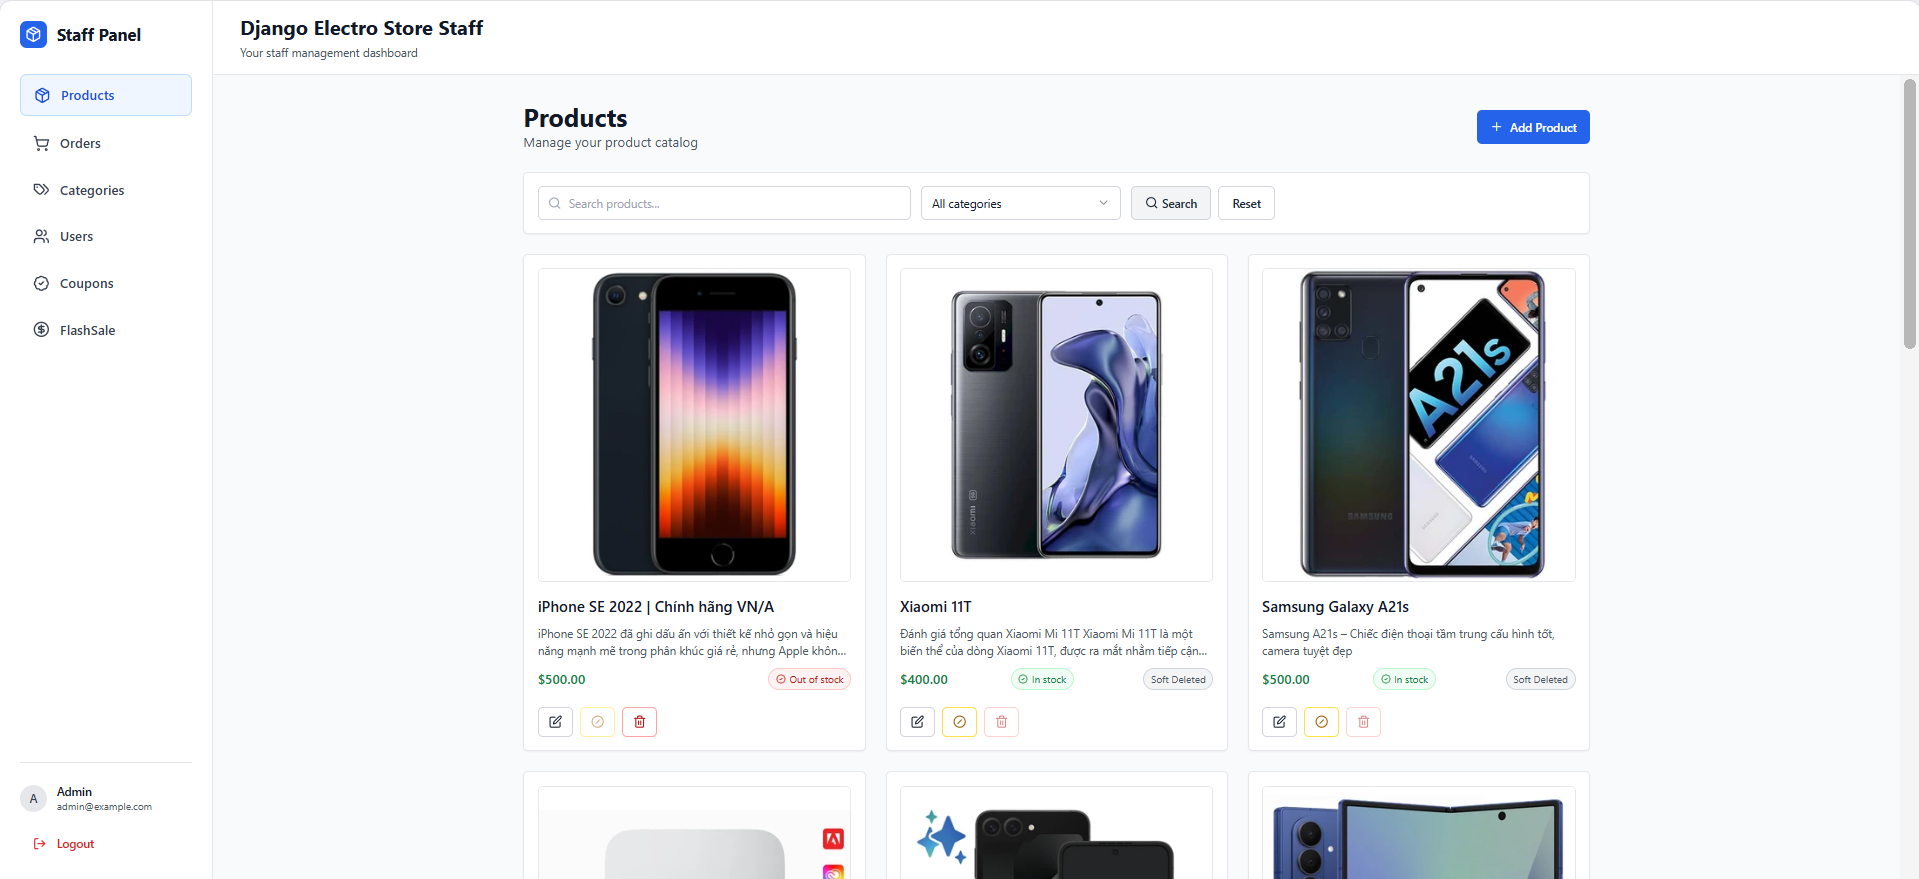 Staff Panel
Products
Orders
Categories
Users
Coupons
FlashSale
A
Admin
admin@example.com
Logout
Django Electro Store Staff
Your staff management dashboard
Products
Manage your product catalog
Add Product
Search products...
All categories
Search
Reset
iPhone SE 2022 | Chính hãng VN/A
iPhone SE 2022 đã ghi dấu ấn với thiết kế nhỏ gọn và hiệu
năng mạnh mẽ trong phân khúc giá rẻ, nhưng Apple khôn...
$500.00
Out of stock
xiaomi
5G
Xiaomi 11T
Đánh giá tổng quan Xiaomi Mi 11T Xiaomi Mi 11T là một
biến thể của dòng Xiaomi 11T, được ra mắt nhằm tiếp cận...
$400.00
In stock
Soft Deleted
A21s
SAMSUNG
SAMSUNG
Samsung Galaxy A21s
Samsung A21s – Chiếc điện thoại tầm trung cấu hình tốt,
camera tuyệt đẹp
$500.00
In stock
Soft Deleted